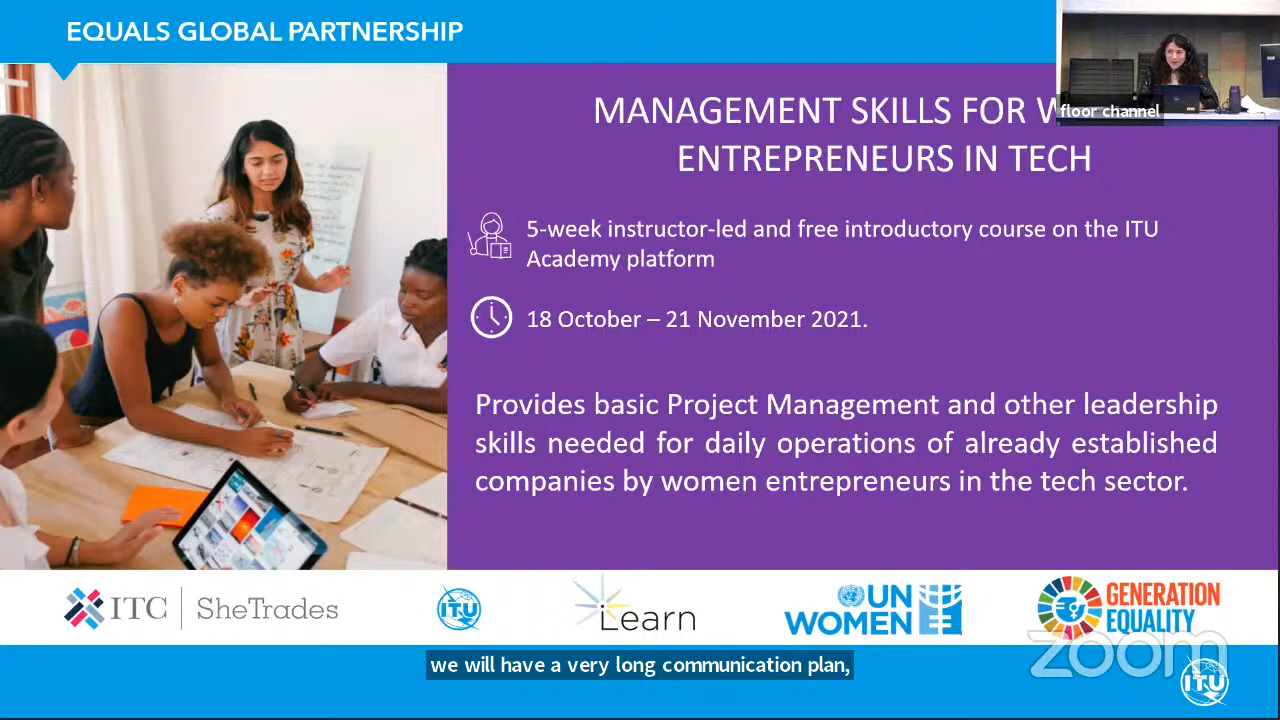 EQUALS GLOBAL PARTNERSHIP
floor channel
MANAGEMENT SKILLS FOR W
ENTREPRENEURS IN TECH
5-week instructor-led and free introductory course on the ITU
Academy platform
18 October – 21 November 2021.
Provides basic Project Management and other leadership
skills needed for daily operations of already established
companies by women entrepreneurs in the tech sector.
ITC SheTrades
ITU
Learn
UN
WOMEN
GENERATION
EQUALITY
zoom
we will have a very long communication plan,
ITU